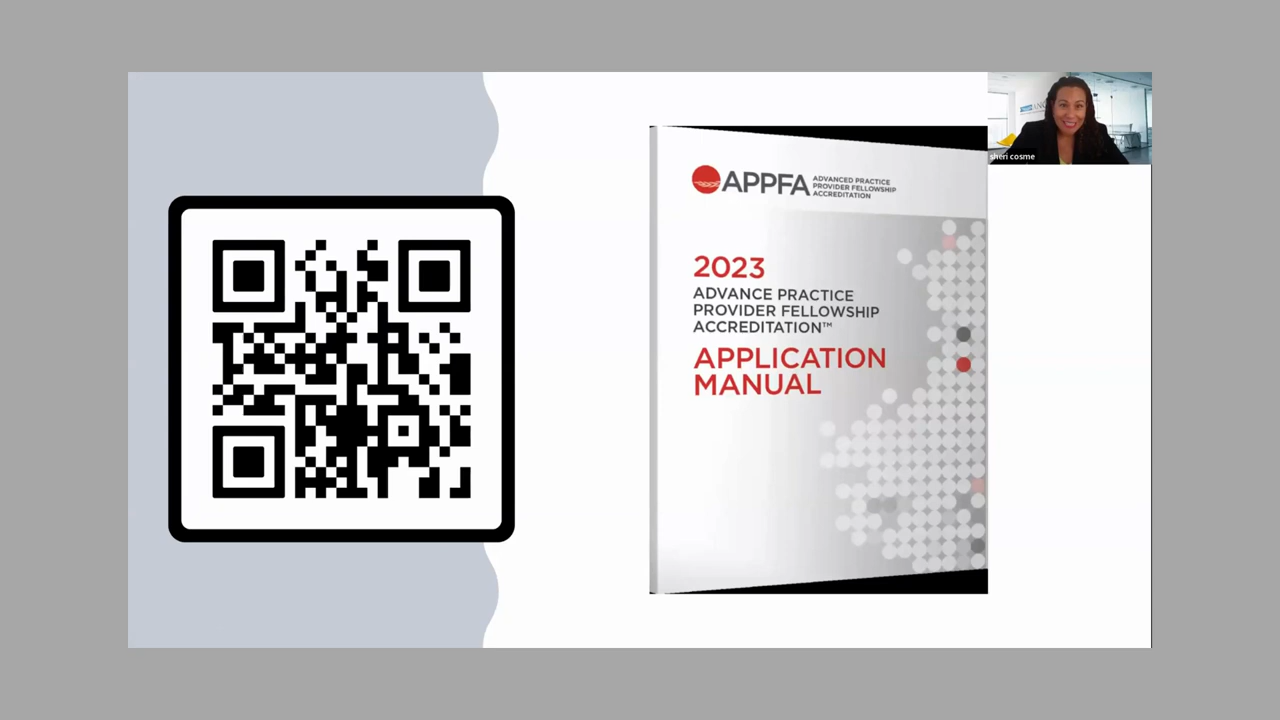 APPFA
ADVANCED PRACTICE
PROVIDER FELLOWSHIP
ACCREDITATION
2023
ADVANCE PRACTICE
PROVIDER FELLOWSHIP
ACCREDITATION™
APPLICATION
MANUAL
sheri cosme